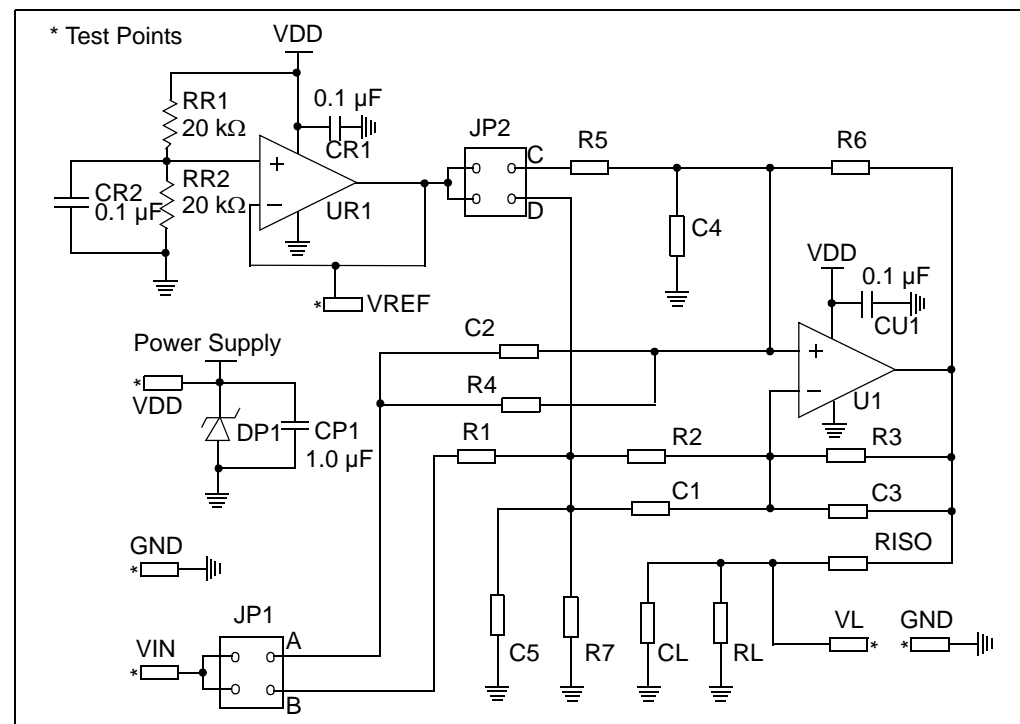 * Test Points
VDD
RR1
20 kΩ
0.1 µF
CR1
JP2
C
R5
R6
CR2
0.1 µF
RR2
20 kΩ
+
−
UR1
D
C4
VDD
0.1 µF
CU1
* VREF
C2
Power Supply
*
VDD
R4
+
−
U1
DP1
CP1
1.0 µF
R1
R2
R3
C1
C3
GND
*
RISO
JP1
A
VIN
*
B
C5
R7
CL
RL
VL
*
GND
*